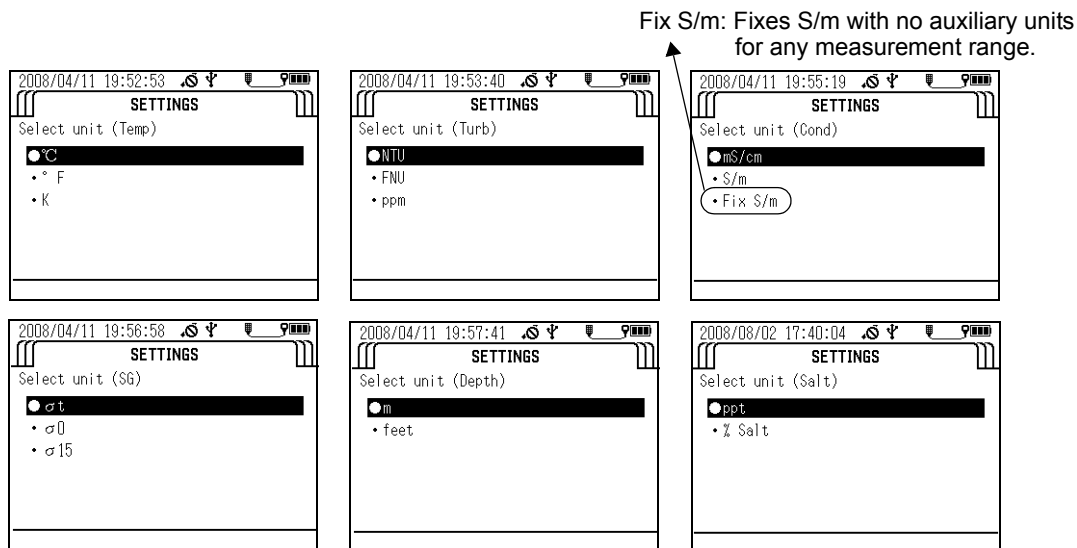 Fix S/m: Fixes S/m with no auxiliary units
for any measurement range.
2008/04/11 19:52:53
SETTINGS
Select unit (Temp)
●℃
• ° F
• K
2008/04/11 19:53:40
SETTINGS
Select unit (Turb)
●NTU
• FNU
• ppm
2008/04/11 19:55:19
SETTINGS
Select unit (Cond)
●mS/cm
• S/m
• Fix S/m
2008/04/11 19:56:58
SETTINGS
Select unit (SG)
● σt
• σ0
• σ15
2008/04/11 19:57:41
SETTINGS
Select unit (Depth)
●m
• feet
2008/08/02 17:40:04
SETTINGS
Select unit (Salt)
●ppt
• % Salt